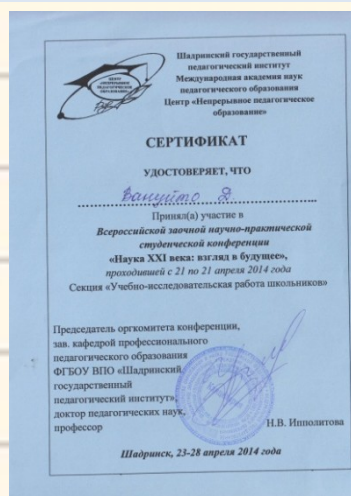 Шадринский государственный
педагогический институт
Международная академия наук
педагогического образования
Центр «Непрерывное педагогическое
образование»
СЕРТИФИКАТ
УДОСТОВЕРЯЕТ, ЧТО
Вануйто Д.
Принял(а) участие в
Всероссийской заочной научно-практической
студенческой конференции
«Наука XXI века: взгляд в будущее»,
проходившей с 21 по 21 апреля 2014 года
Секция «Учебно-исследовательская работа школьников»
Председатель оргкомитета конференции,
зав. кафедрой профессионального
педагогического образования
ФГБОУ ВПО «Шадринский
государственный
педагогический институт»,
доктор педагогических наук,
профессор
Н.В. Ипполитова
Шадринск, 23-28 апреля 2014 года